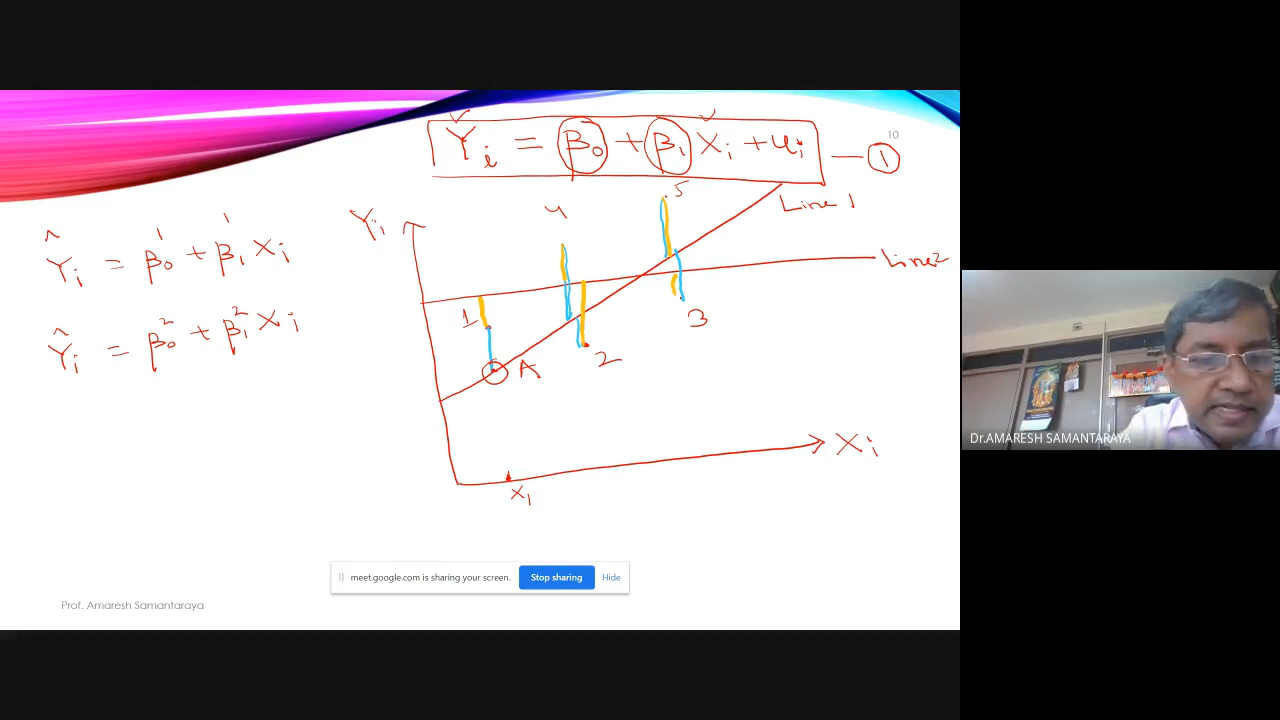 10
Yᵢ = β₀ + β₁ Xᵢ + uᵢ — ①
Ŷᵢ = β₀¹ + β₁¹ Xᵢ
Ŷᵢ = β₀² + β₁² Xᵢ
Yᵢ
4
5
Line 1
Line 2
1
3
A
2
Xᵢ
X₁
meet.google.com is sharing your screen. Stop sharing Hide
Prof. Amaresh Samantaraya
Dr.AMARESH SAMANTARAYA